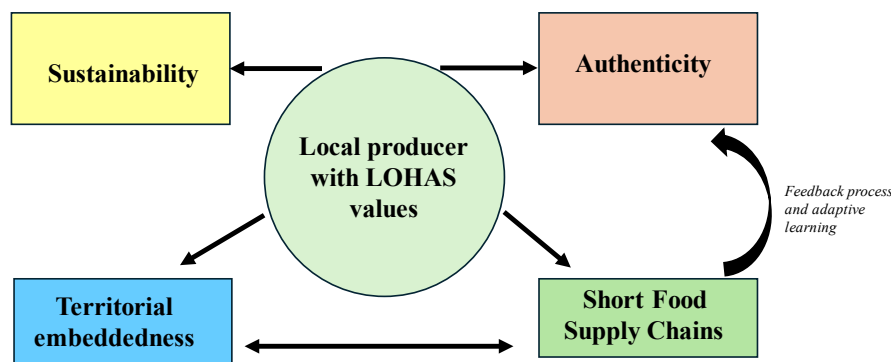 Sustainability
Authenticity
Local producer
with LOHAS
values
Feedback process
and adaptive
learning
Territorial
embeddedness
Short Food
Supply Chains